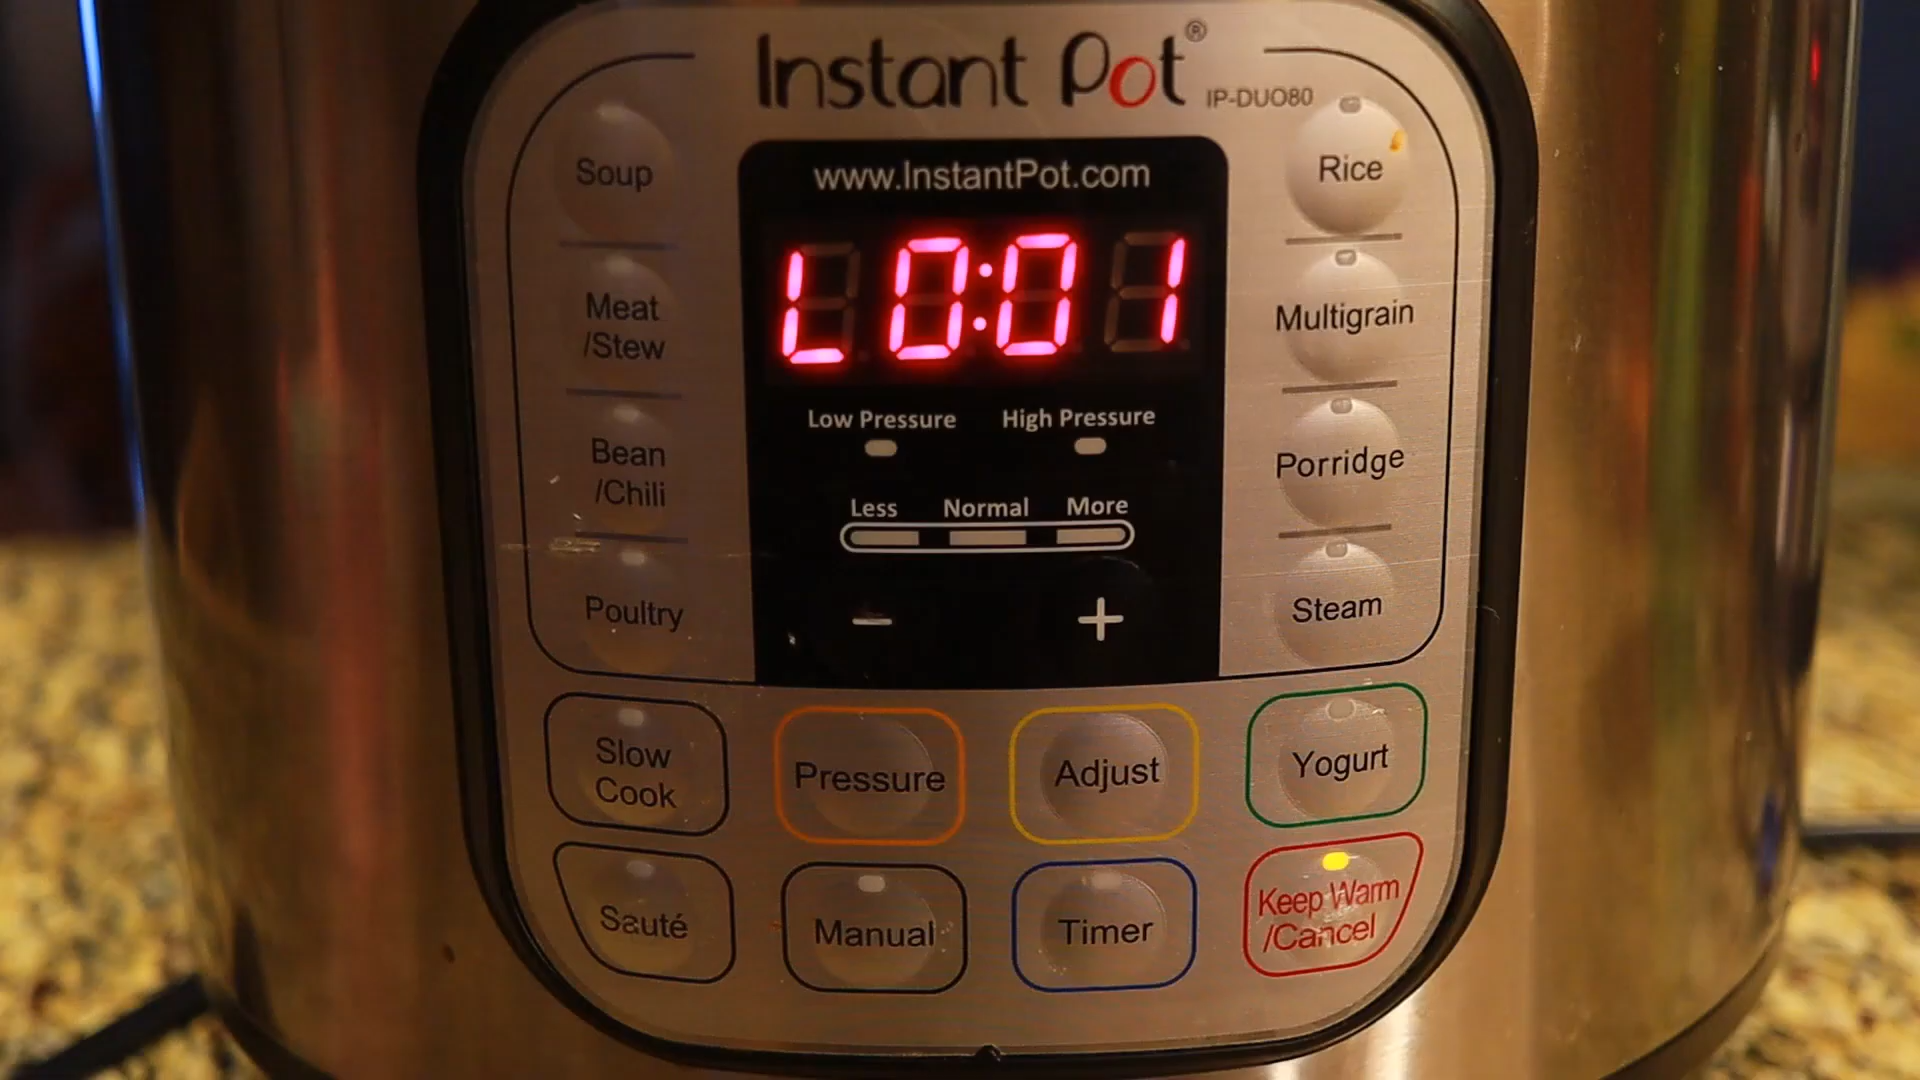 Instant Pot® IP-DUO80
www.InstantPot.com
L0:01
Low Pressure High Pressure
Less Normal More
− +
Soup
Meat
/Stew
Bean
/Chili
Poultry
Rice
Multigrain
Porridge
Steam
Slow
Cook
Pressure
Adjust
Yogurt
Sauté
Manual
Timer
Keep Warm
/Cancel